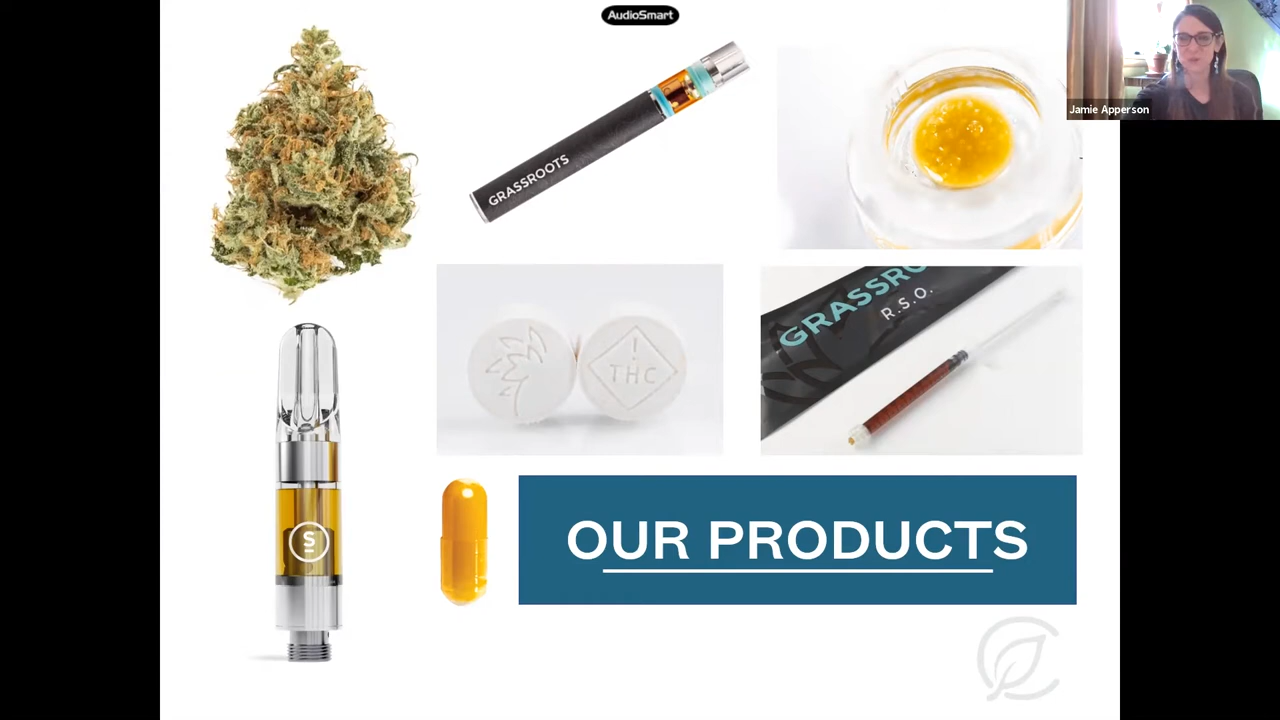 AudioSmart
Jamie Apperson
GRASSROOTS
GRASSRO
R.S.O.
!
THC
S
OUR PRODUCTS